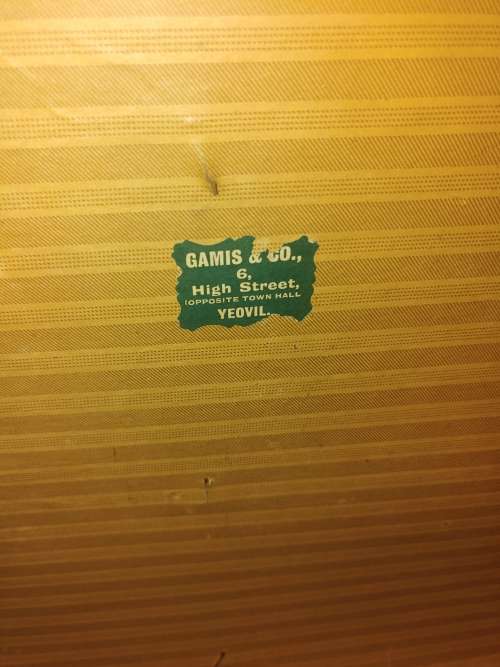 GAMIS & CO.,
6,
High Street,
(OPPOSITE TOWN HALL
YEOVIL.